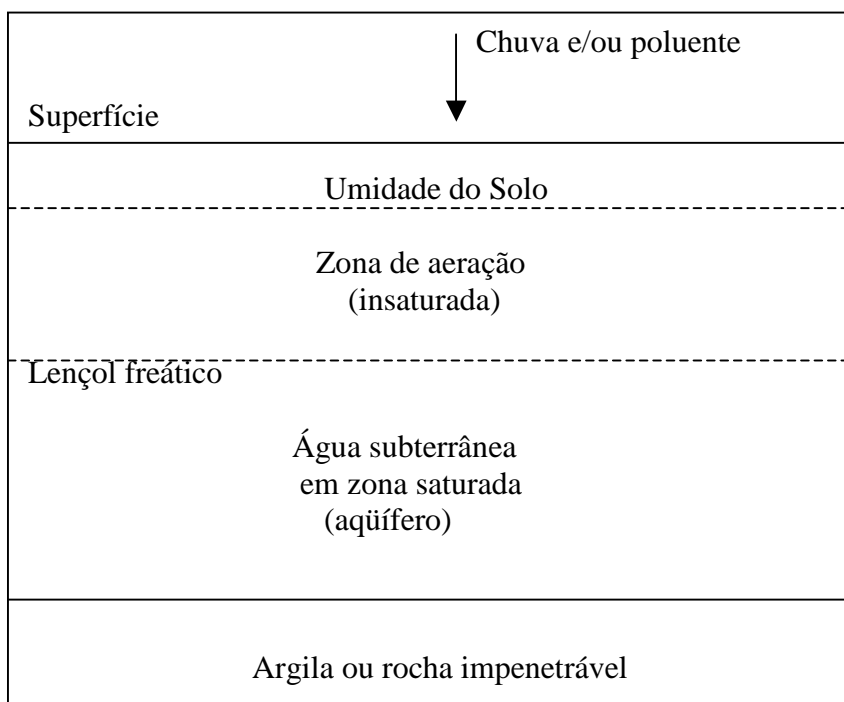 Chuva e/ou poluente
Superfície
Umidade do Solo
Zona de aeração
(insaturada)
Lençol freático
Água subterrânea
em zona saturada
(aqüífero)
Argila ou rocha impenetrável